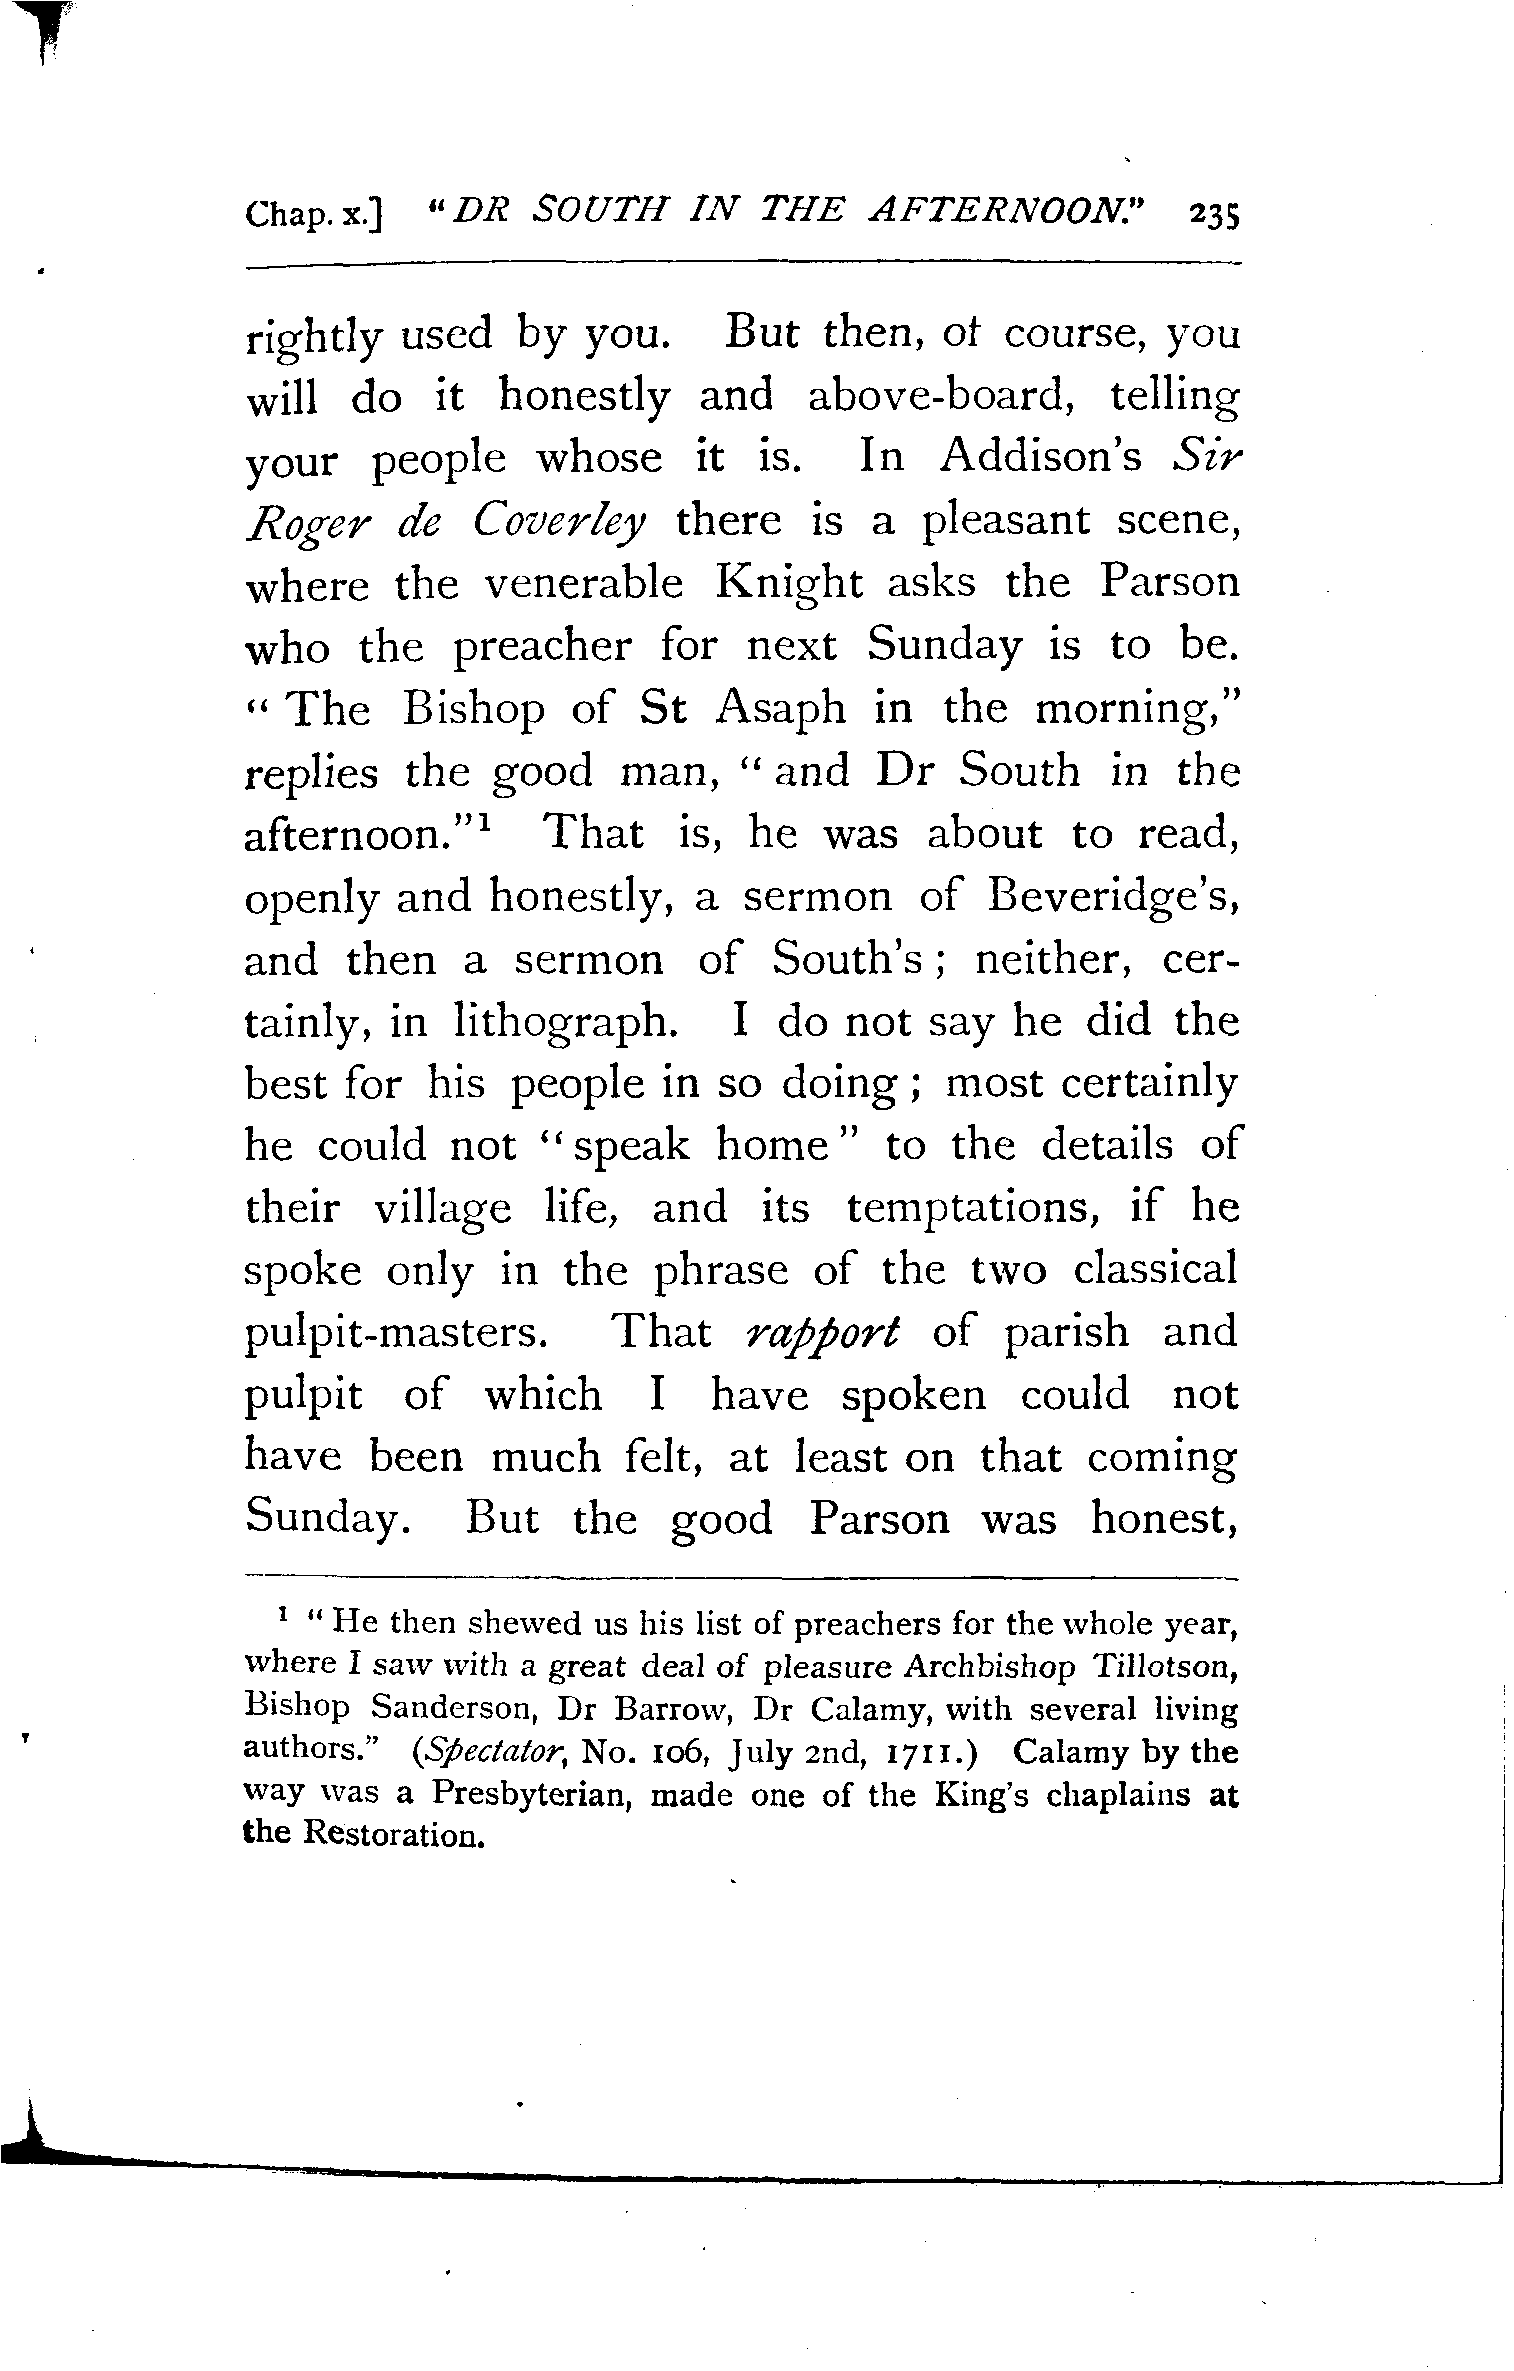 Chap. x.] "DR SOUTH IN THE AFTERNOON." 235
rightly used by you. But then, of course, you
will do it honestly and above-board, telling
your people whose it is. In Addison's Sir
Roger de Coverley there is a pleasant scene,
where the venerable Knight asks the Parson
who the preacher for next Sunday is to be.
"The Bishop of St Asaph in the morning,"
replies the good man, "and Dr South in the
afternoon."¹ That is, he was about to read,
openly and honestly, a sermon of Beveridge's,
and then a sermon of South's; neither, cer-
tainly, in lithograph. I do not say he did the
best for his people in so doing; most certainly
he could not "speak home" to the details of
their village life, and its temptations, if he
spoke only in the phrase of the two classical
pulpit-masters. That rapport of parish and
pulpit of which I have spoken could not
have been much felt, at least on that coming
Sunday. But the good Parson was honest,
¹ "He then shewed us his list of preachers for the whole year,
where I saw with a great deal of pleasure Archbishop Tillotson,
Bishop Sanderson, Dr Barrow, Dr Calamy, with several living
authors." (Spectator, No. 106, July 2nd, 1711.) Calamy by the
way was a Presbyterian, made one of the King's chaplains at
the Restoration.